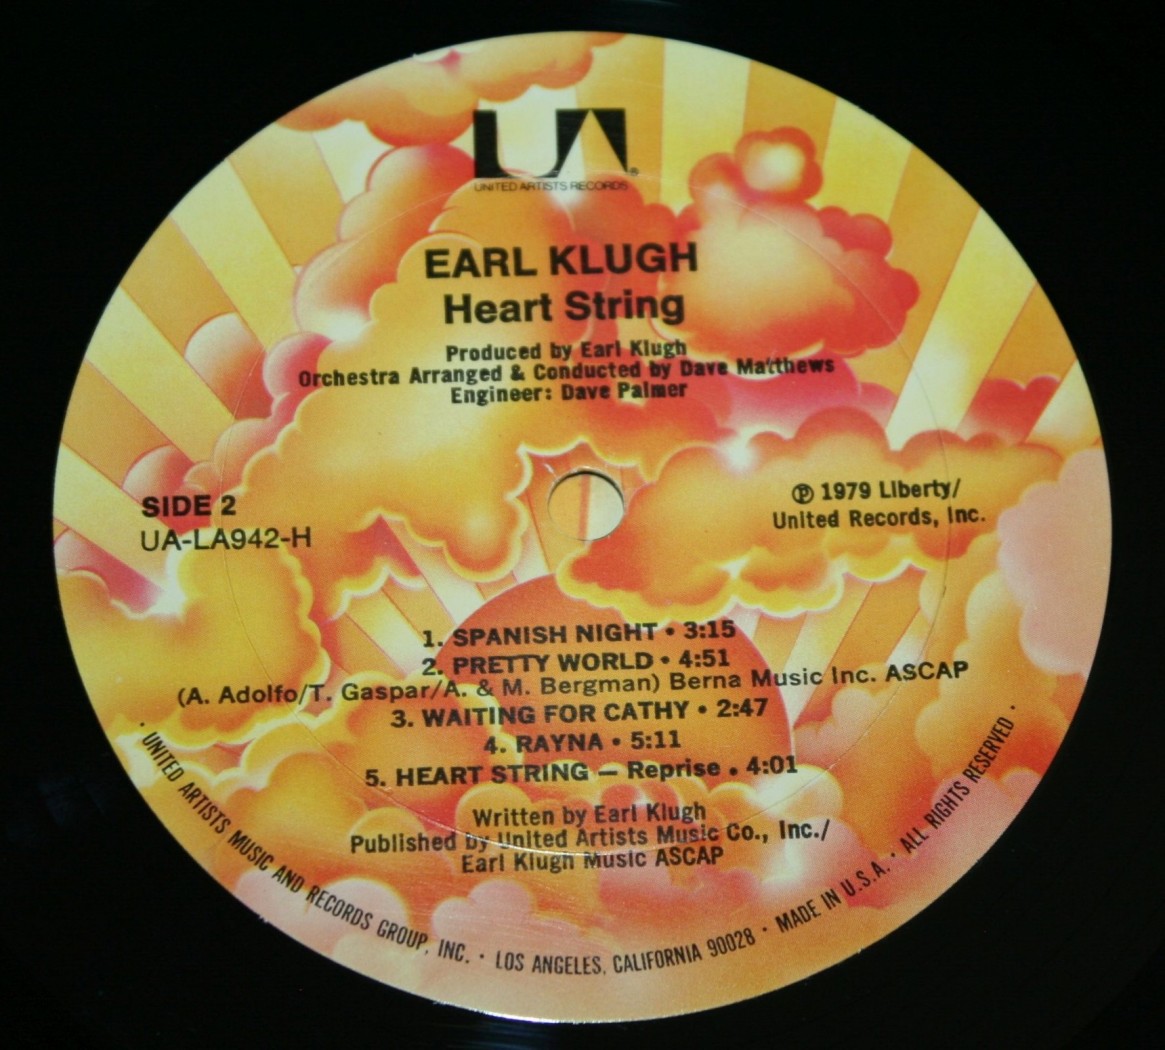 UA®
UNITED ARTISTS RECORDS
EARL KLUGH
Heart String
Produced by Earl Klugh
Orchestra Arranged & Conducted by Dave Matthews
Engineer: Dave Palmer
SIDE 2
UA-LA942-H
℗ 1979 Liberty/
United Records, Inc.
1. SPANISH NIGHT • 3:15
2. PRETTY WORLD • 4:51
(A. Adolfo/T. Gaspar/A. & M. Bergman) Berna Music Inc. ASCAP
3. WAITING FOR CATHY • 2:47
4. RAYNA • 5:11
5. HEART STRING — Reprise • 4:01
Written by Earl Klugh
Published by United Artists Music Co., Inc./
Earl Klugh Music ASCAP
· UNITED ARTISTS MUSIC AND RECORDS GROUP, INC. · LOS ANGELES, CALIFORNIA 90028 · MADE IN U.S.A. · ALL RIGHTS RESERVED ·